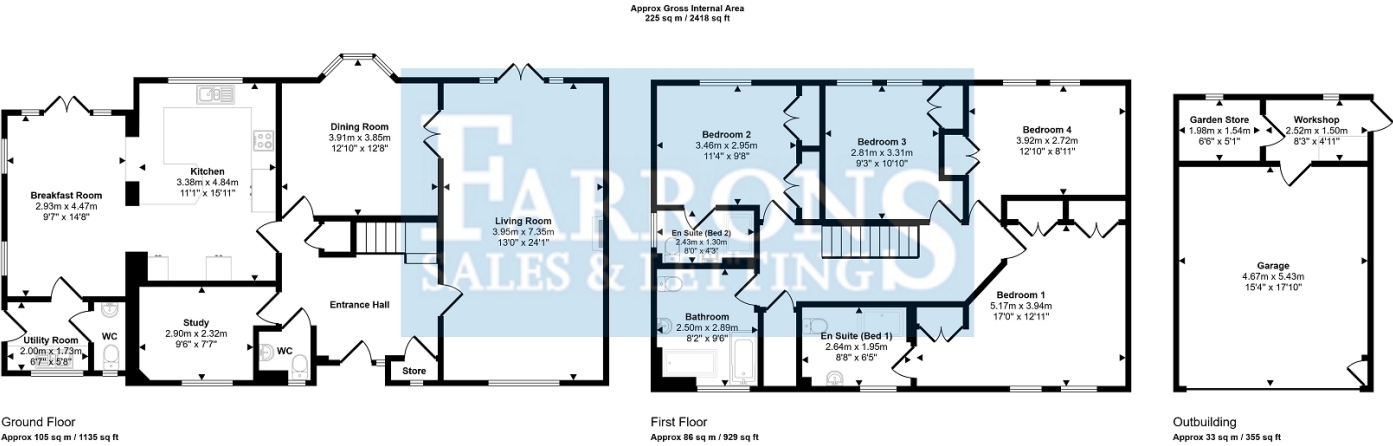 Approx Gross Internal Area
225 sq m / 2418 sq ft
FARRONS
SALES & LETTINGS
Breakfast Room
2.93m x 4.47m
9'7" x 14'8"
Kitchen
3.38m x 4.84m
11'1" x 15'11"
Dining Room
3.91m x 3.85m
12'10" x 12'8"
Living Room
3.95m x 7.35m
13'0" x 24'1"
Entrance Hall
Utility Room
2.00m x 1.73m
6'7" x 5'8"
WC
Study
2.90m x 2.32m
9'6" x 7'7"
WC
Store
Ground Floor
Approx 105 sq m / 1135 sq ft
Bedroom 2
3.46m x 2.95m
11'4" x 9'8"
Bedroom 3
2.81m x 3.31m
9'3" x 10'10"
Bedroom 4
3.92m x 2.72m
12'10" x 8'11"
En Suite (Bed 2)
2.43m x 1.30m
8'0" x 4'3"
Bathroom
2.50m x 2.89m
8'2" x 9'6"
En Suite (Bed 1)
2.64m x 1.95m
8'8" x 6'5"
Bedroom 1
5.17m x 3.94m
17'0" x 12'11"
First Floor
Approx 86 sq m / 929 sq ft
Garden Store
1.98m x 1.54m
6'6" x 5'1"
Workshop
2.52m x 1.50m
8'3" x 4'11"
Garage
4.67m x 5.43m
15'4" x 17'10"
Outbuilding
Approx 33 sq m / 355 sq ft